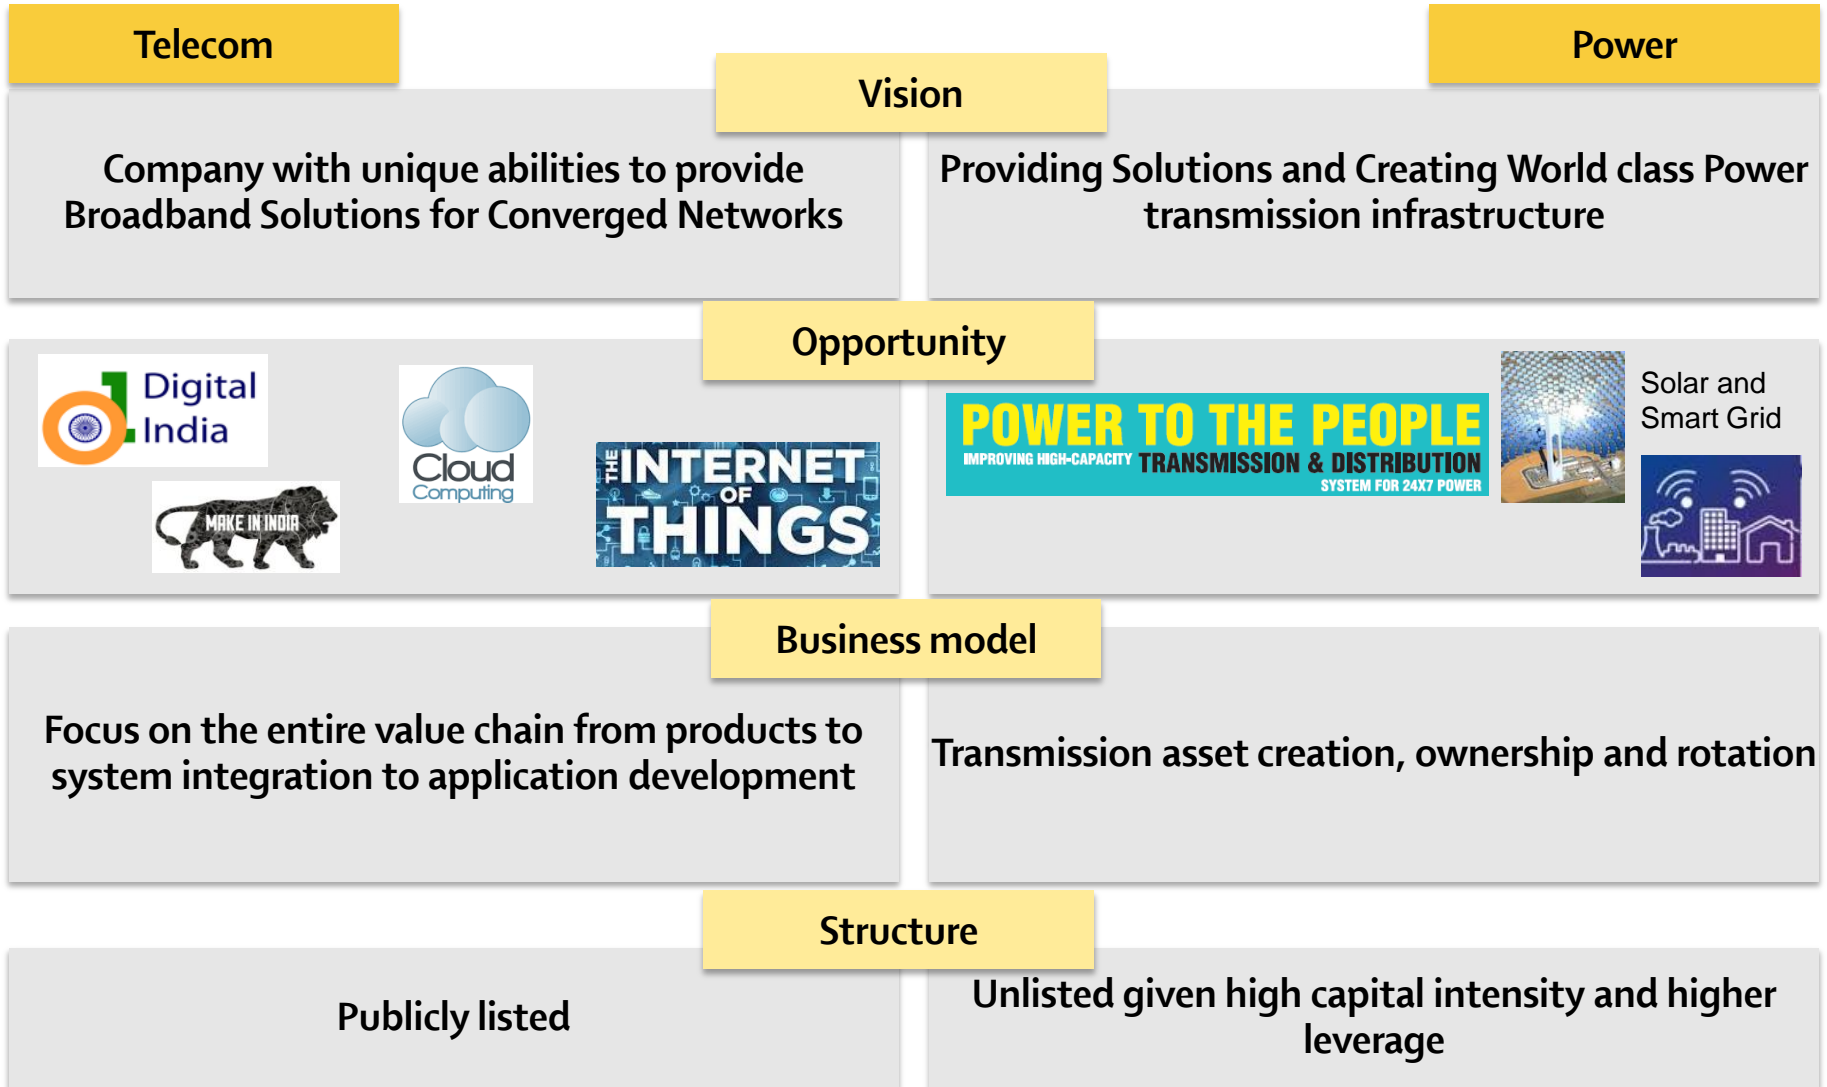 Telecom
Power
Vision
Company with unique abilities to provide
Broadband Solutions for Converged Networks
Providing Solutions and Creating World class Power
transmission infrastructure
Opportunity
Digital
India
Cloud
Computing
MAKE IN INDIA
THE INTERNET
OF
THINGS
POWER TO THE PEOPLE
IMPROVING HIGH-CAPACITY TRANSMISSION & DISTRIBUTION
SYSTEM FOR 24X7 POWER
Solar and
Smart Grid
Business model
Focus on the entire value chain from products to
system integration to application development
Transmission asset creation, ownership and rotation
Structure
Publicly listed
Unlisted given high capital intensity and higher
leverage